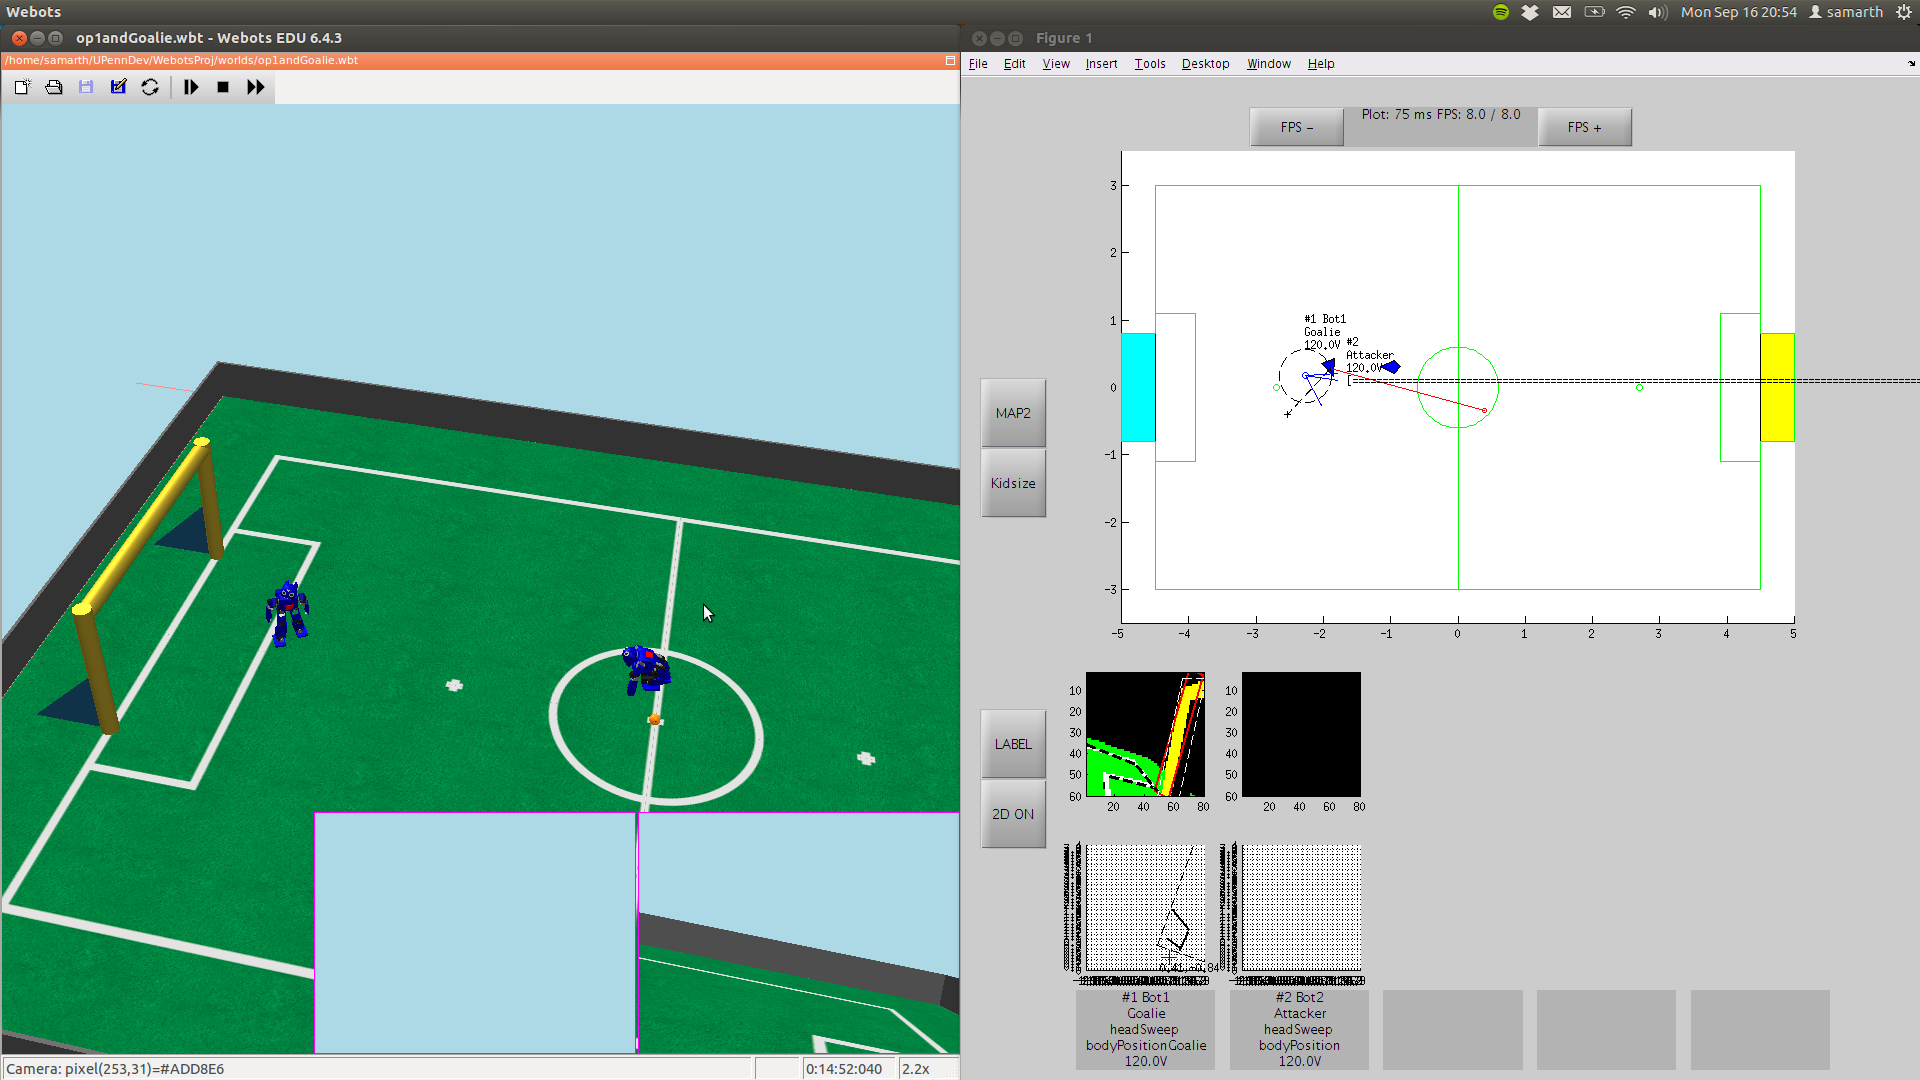 Webots
Mon Sep 16 20:54 samarth
op1andGoalie.wbt - Webots EDU 6.4.3
/home/samarth/UPennDev/WebotsProj/worlds/op1andGoalie.wbt
Camera: pixel(253,31)=#ADD8E6
0:14:52:040
2.2x
Figure 1
File Edit View Insert Tools Desktop Window Help
FPS -
Plot: 75 ms FPS: 8.0 / 8.0
FPS +
3
2
1
0
-1
-2
-3
-5 -4 -3 -2 -1 0 1 2 3 4 5
#1 Bot1
Goalie
120.0V
#2
Attacker
120.0V
MAP2
Kidsize
LABEL
2D ON
10
20
30
40
50
60
20 40 60 80
10
20
30
40
50
60
20 40 60 80
#1 Bot1
Goalie
headSweep
bodyPositionGoalie
120.0V
#2 Bot2
Attacker
headSweep
bodyPosition
120.0V